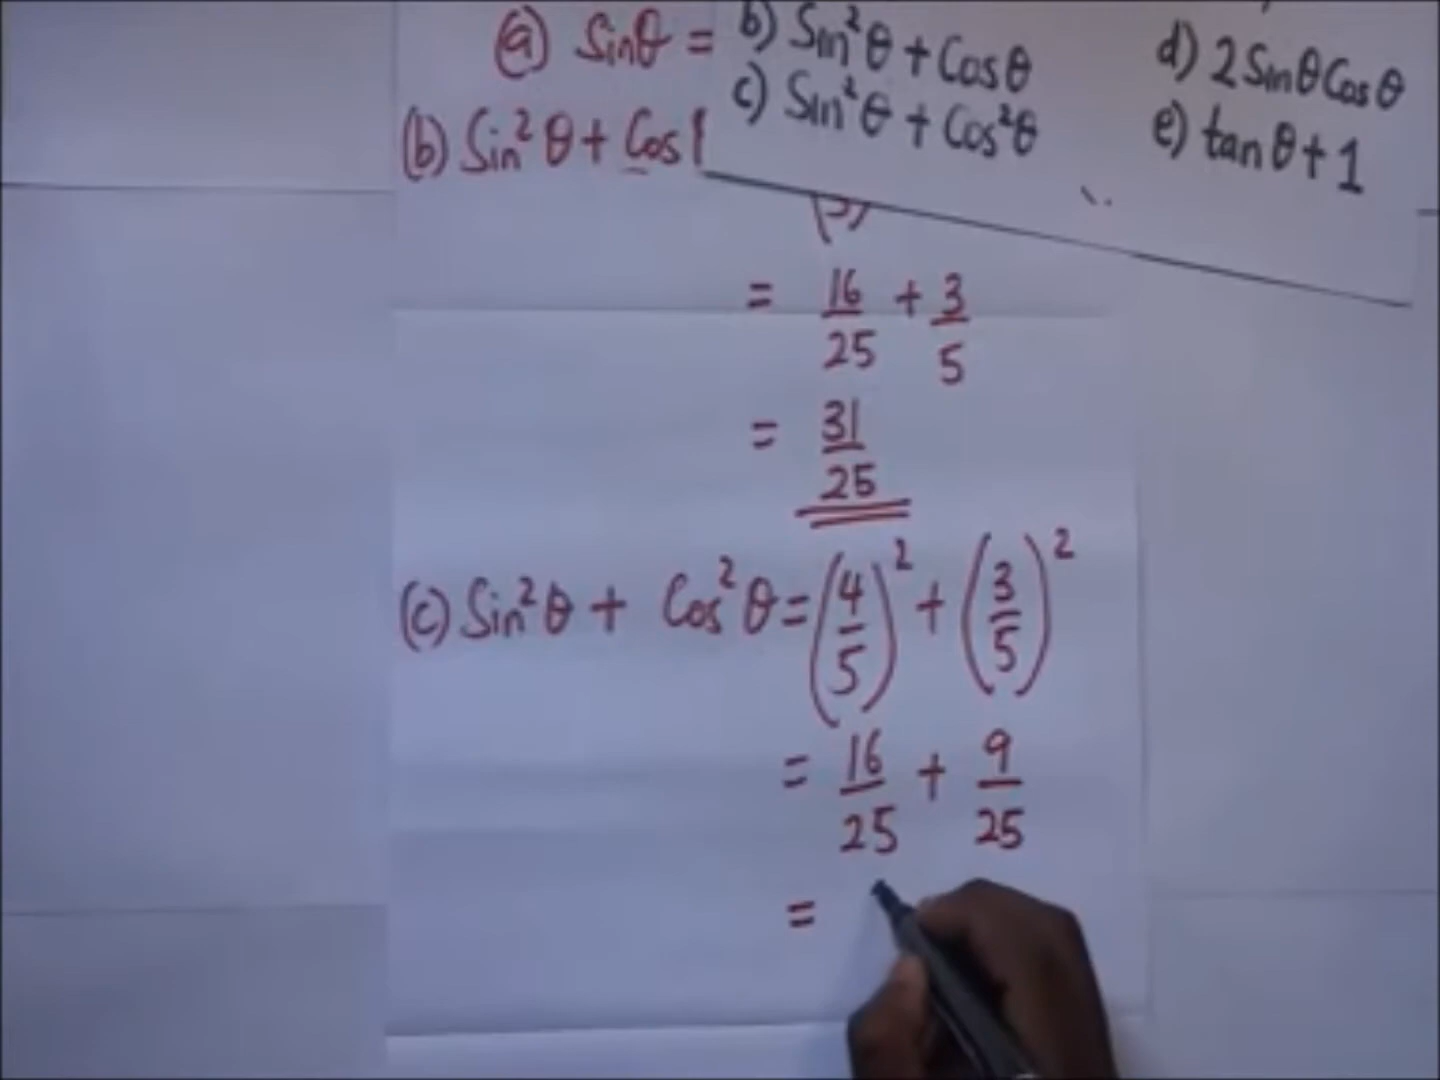 (a) Sinθ =
b) Sin²θ + Cosθ
c) Sin²θ + Cos²θ
d) 2SinθCosθ
e) tanθ + 1
(b) Sin²θ + Cos
= 16/25 + 3/5
= 31/25
(c) Sin²θ + Cos²θ = (4/5)² + (3/5)²
= 16/25 + 9/25
=